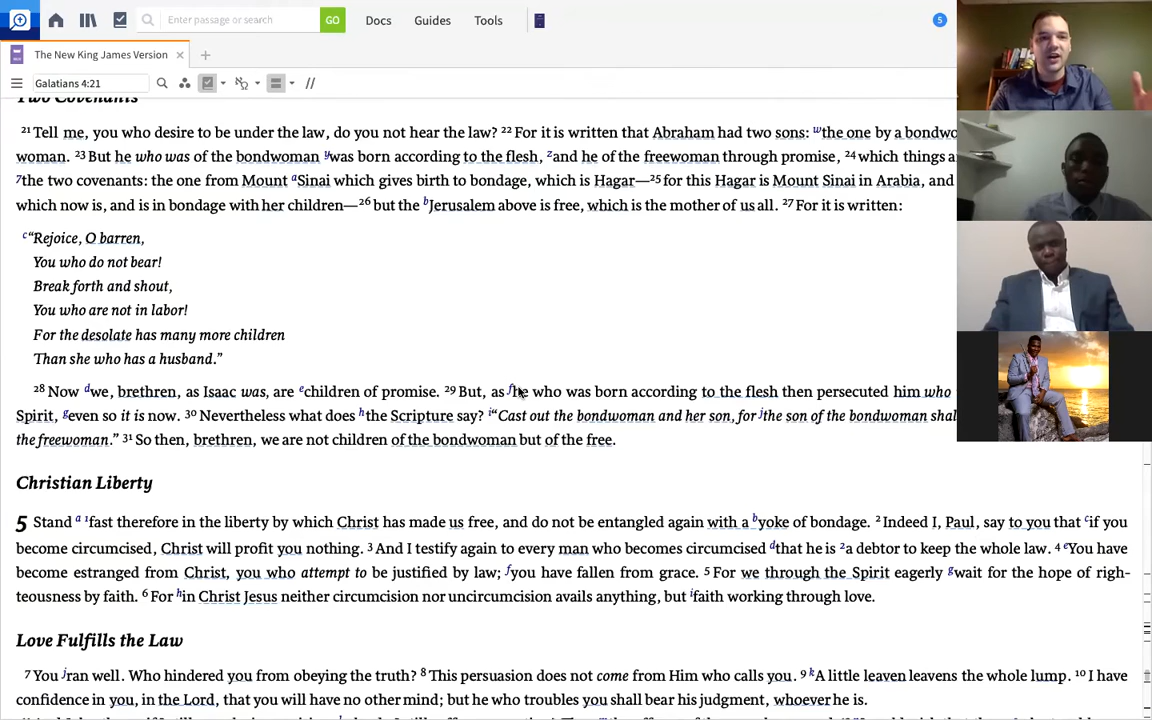 Enter passage or search
GO
Docs
Guides
Tools
5
The New King James Version
Galatians 4:21
Two Covenants
21 Tell me, you who desire to be under the law, do you not hear the law? 22 For it is written that Abraham had two sons: w the one by a bondwo
woman. 23 But he who was of the bondwoman y was born according to the flesh, z and he of the freewoman through promise, 24 which things a
7 the two covenants: the one from Mount a Sinai which gives birth to bondage, which is Hagar—25 for this Hagar is Mount Sinai in Arabia, and
which now is, and is in bondage with her children—26 but the b Jerusalem above is free, which is the mother of us all. 27 For it is written:
c “Rejoice, O barren,
You who do not bear!
Break forth and shout,
You who are not in labor!
For the desolate has many more children
Than she who has a husband.”
28 Now d we, brethren, as Isaac was, are e children of promise. 29 But, as f he who was born according to the flesh then persecuted him who
Spirit, g even so it is now. 30 Nevertheless what does h the Scripture say? i “Cast out the bondwoman and her son, for j the son of the bondwoman shal
the freewoman.” 31 So then, brethren, we are not children of the bondwoman but of the free.
Christian Liberty
5 Stand a 1 fast therefore in the liberty by which Christ has made us free, and do not be entangled again with a b yoke of bondage. 2 Indeed I, Paul, say to you that c if you
become circumcised, Christ will profit you nothing. 3 And I testify again to every man who becomes circumcised d that he is 2 a debtor to keep the whole law. 4 e You have
become estranged from Christ, you who attempt to be justified by law; f you have fallen from grace. 5 For we through the Spirit eagerly g wait for the hope of righ-
teousness by faith. 6 For h in Christ Jesus neither circumcision nor uncircumcision avails anything, but i faith working through love.
Love Fulfills the Law
7 You j ran well. Who hindered you from obeying the truth? 8 This persuasion does not come from Him who calls you. 9 k A little leaven leavens the whole lump. 10 I have
confidence in you, in the Lord, that you will have no other mind; but he who troubles you shall bear his judgment, whoever he is.